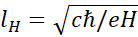 l_H = √(cħ/eH)